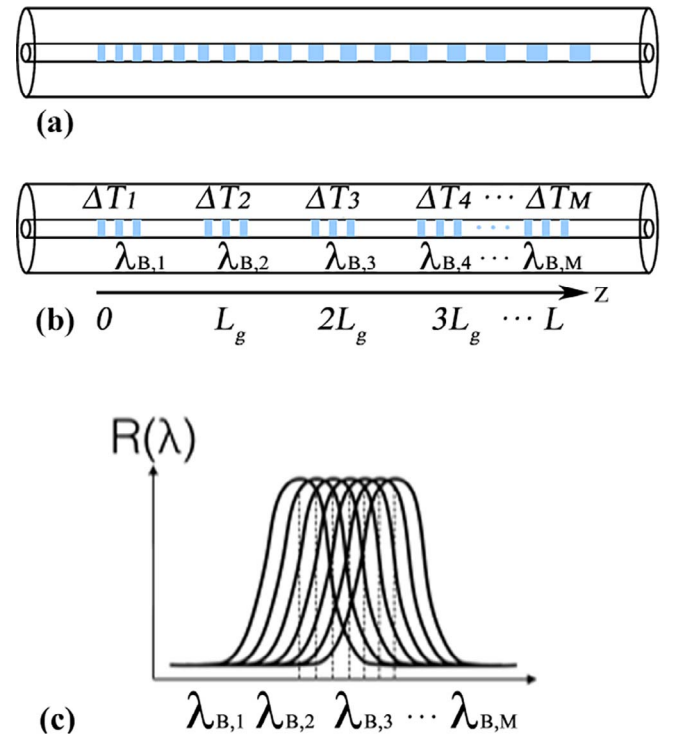 (a)
ΔT1 ΔT2 ΔT3 ΔT4 ··· ΔTM
λB,1 λB,2 λB,3 λB,4 ··· λB,M
z
(b) 0 Lg 2Lg 3Lg ··· L
R(λ)
(c) λB,1 λB,2 λB,3 ··· λB,M